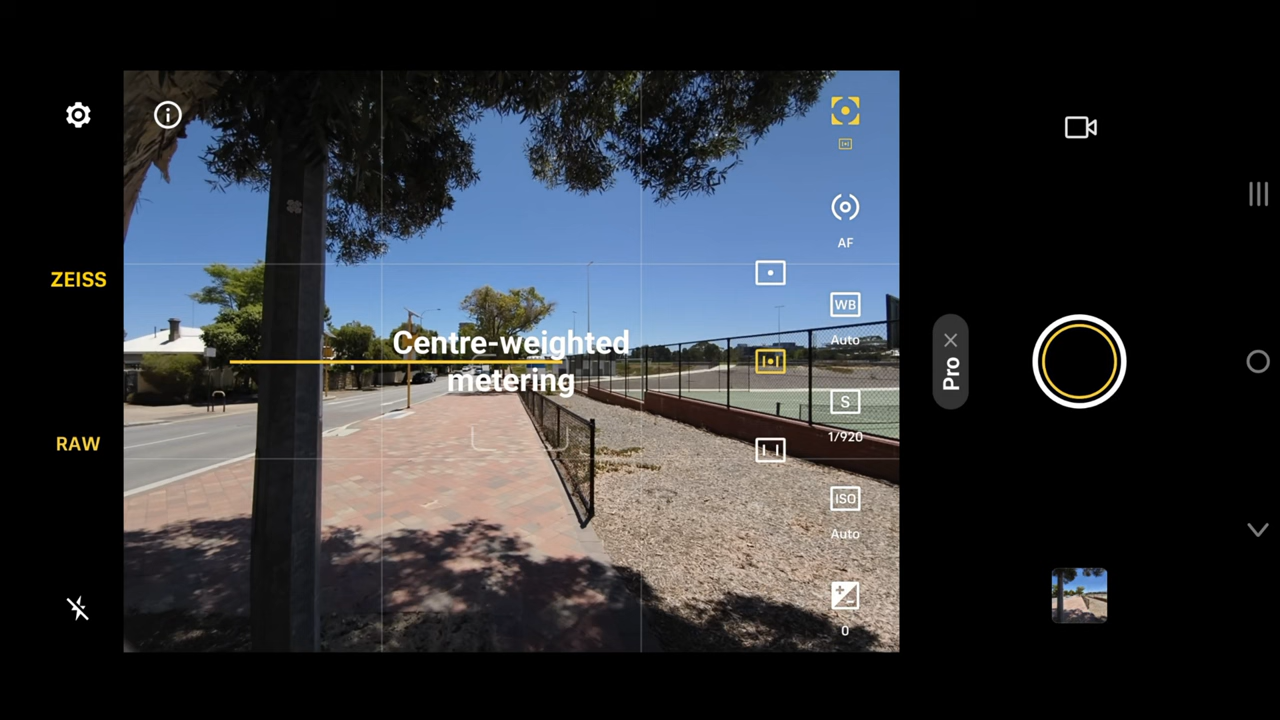 ZEISS
RAW
Centre-weighted
metering
AF
WB
Auto
S
1/920
ISO
Auto
0
Pro